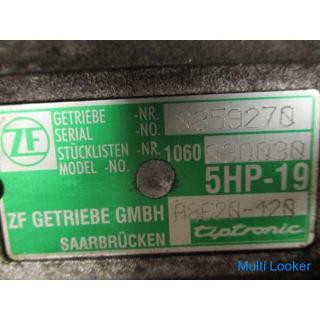 ZF
GETRIEBE -NR.
SERIAL -NO.
STÜCKLISTEN -NR.
MODEL -NO.
1060
5HP-19
ZF GETRIEBE GMBH
SAARBRÜCKEN
tiptronic
Multi Looker